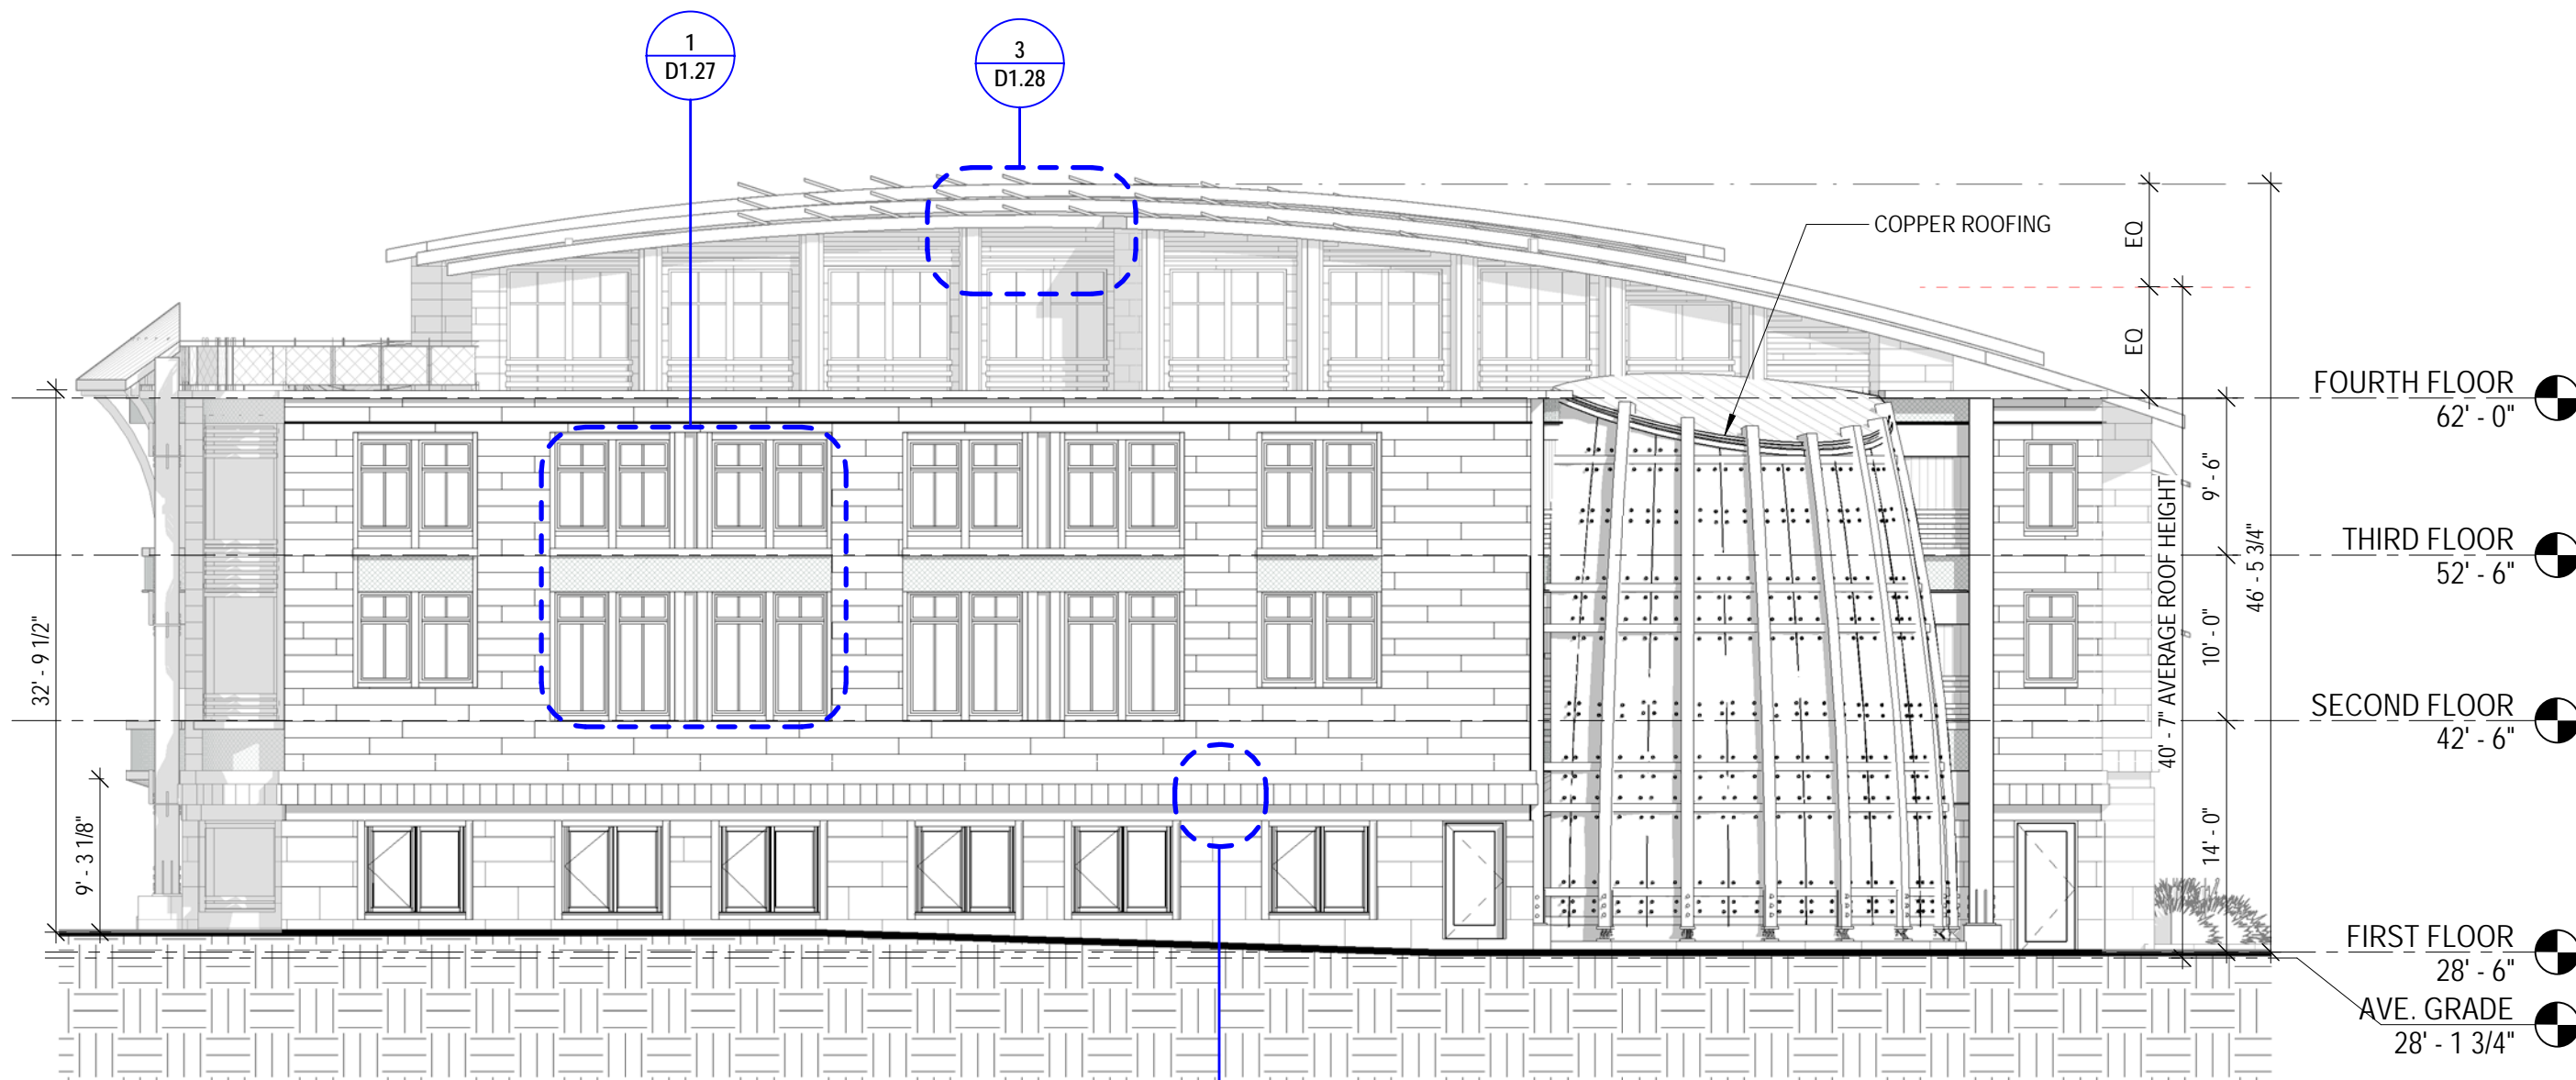 1
D1.27
3
D1.28
COPPER ROOFING
EQ
EQ
FOURTH FLOOR
62' - 0"
9' - 6"
THIRD FLOOR
52' - 6"
46' - 5 3/4"
40' - 7" AVERAGE ROOF HEIGHT
10' - 0"
32' - 9 1/2"
SECOND FLOOR
42' - 6"
9' - 3 1/8"
14' - 0"
FIRST FLOOR
28' - 6"
AVE. GRADE
28' - 1 3/4"